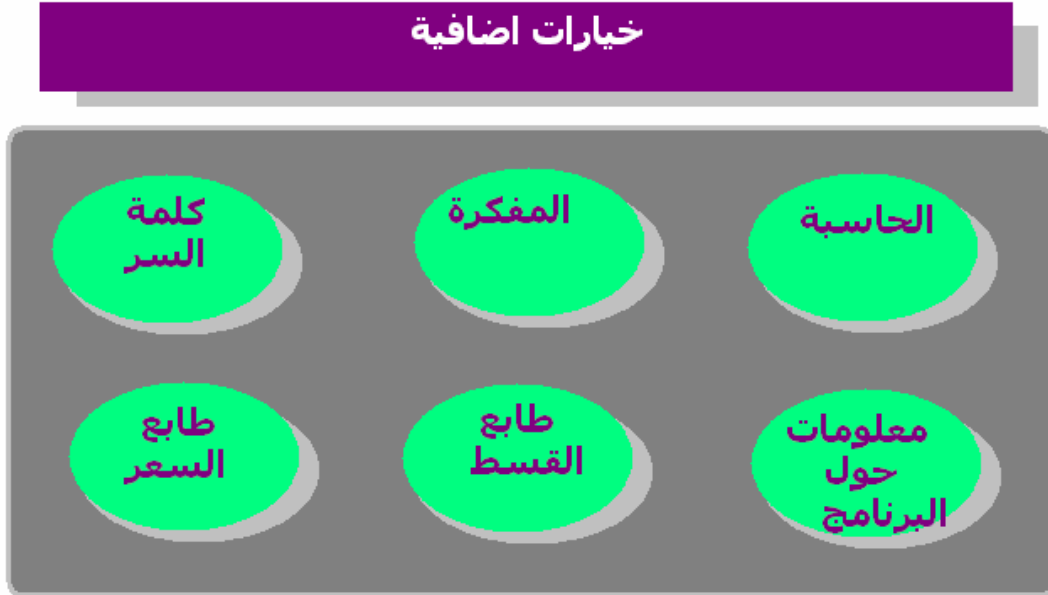 خيارات اضافية
الحاسبة
المفكرة
كلمة
السر
معلومات
حول
البرنامج
طابع
القسط
طابع
السعر